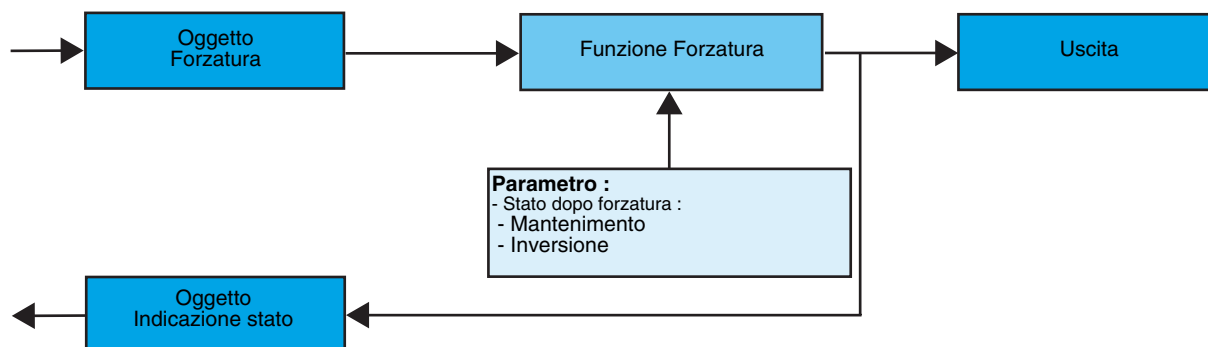 Oggetto
Forzatura
Funzione Forzatura
Uscita
Parametro :
- Stato dopo forzatura :
- Mantenimento
- Inversione
Oggetto
Indicazione stato